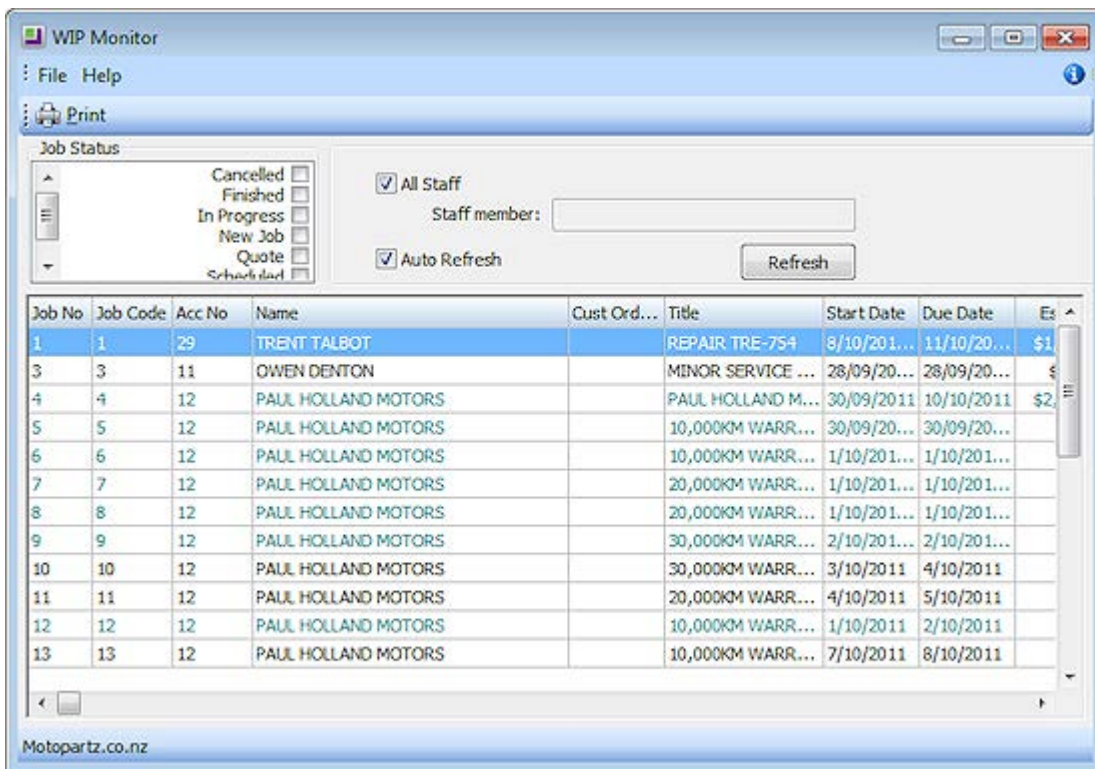 WIP Monitor
File Help
Print
Job Status
Cancelled
Finished
In Progress
New Job
Quote
Scheduled
All Staff
Staff member:
Auto Refresh
Refresh
Job No Job Code Acc No Name Cust Ord... Title Start Date Due Date Es
1 1 29 TRENT TALBOT REPAIR TRE-754 8/10/201... 11/10/20... $1,
3 3 11 OWEN DENTON MINOR SERVICE ... 28/09/20... 28/09/20... $
4 4 12 PAUL HOLLAND MOTORS PAUL HOLLAND M... 30/09/2011 10/10/2011 $2,
5 5 12 PAUL HOLLAND MOTORS 10,000KM WARR... 30/09/20... 30/09/20...
6 6 12 PAUL HOLLAND MOTORS 10,000KM WARR... 1/10/201... 1/10/201...
7 7 12 PAUL HOLLAND MOTORS 20,000KM WARR... 1/10/201... 1/10/201...
8 8 12 PAUL HOLLAND MOTORS 20,000KM WARR... 1/10/201... 1/10/201...
9 9 12 PAUL HOLLAND MOTORS 30,000KM WARR... 2/10/201... 2/10/201...
10 10 12 PAUL HOLLAND MOTORS 30,000KM WARR... 3/10/2011 4/10/2011
11 11 12 PAUL HOLLAND MOTORS 20,000KM WARR... 4/10/2011 5/10/2011
12 12 12 PAUL HOLLAND MOTORS 10,000KM WARR... 1/10/2011 2/10/2011
13 13 12 PAUL HOLLAND MOTORS 10,000KM WARR... 7/10/2011 8/10/2011
Motopartz.co.nz